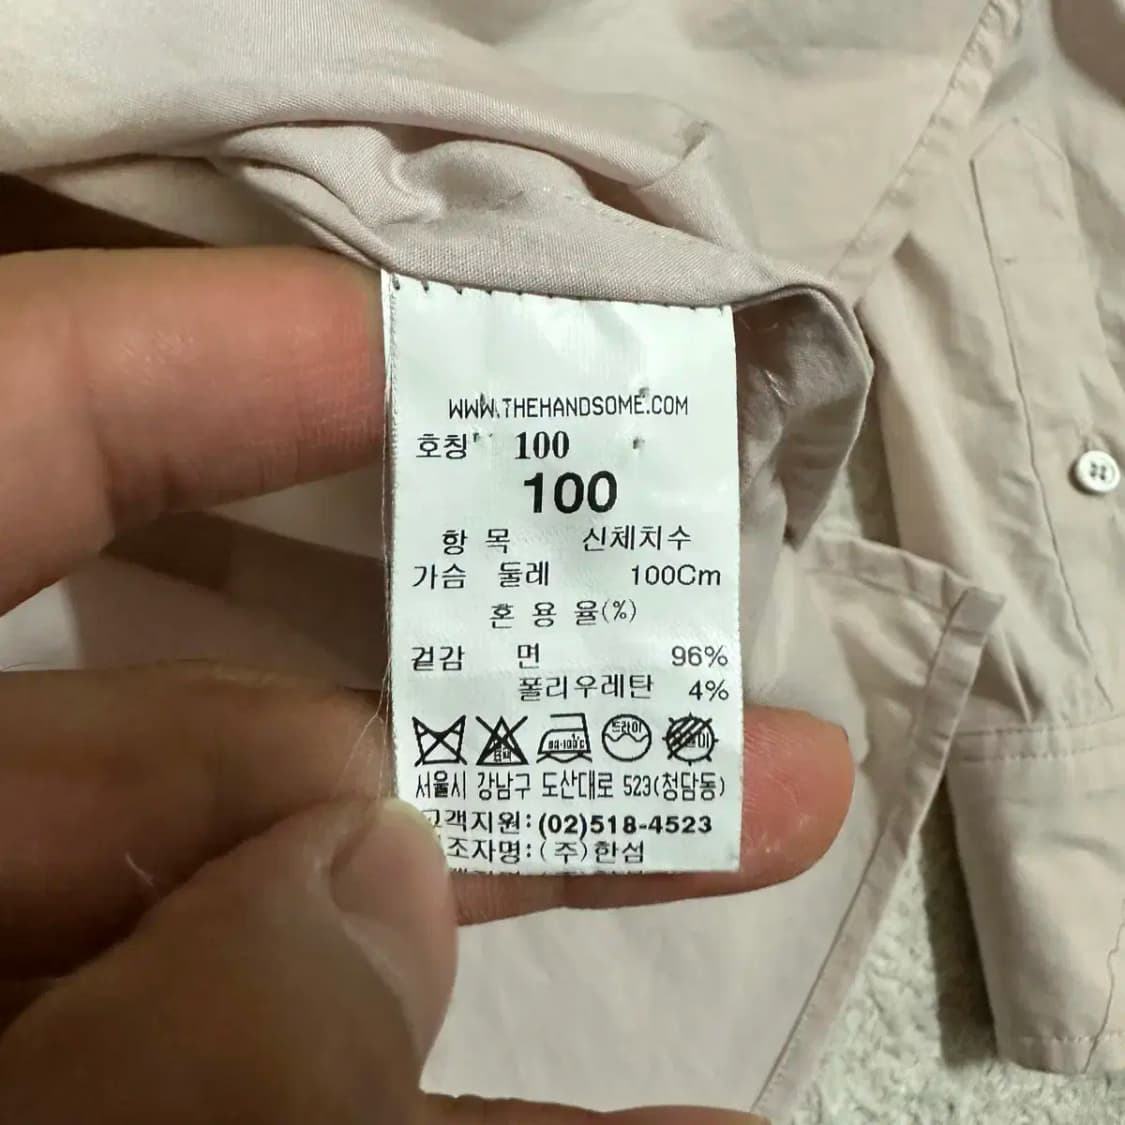 WWW.THEHANDSOME.COM
호칭 100
100
항 목 신체치수
가슴 둘레 100Cm
혼 용 율(%)
겉감 면 96%
폴리우레탄 4%
드라이
서울시 강남구 도산대로 523(청담동)
고객지원:(02)518-4523
조자명:(주)한섬